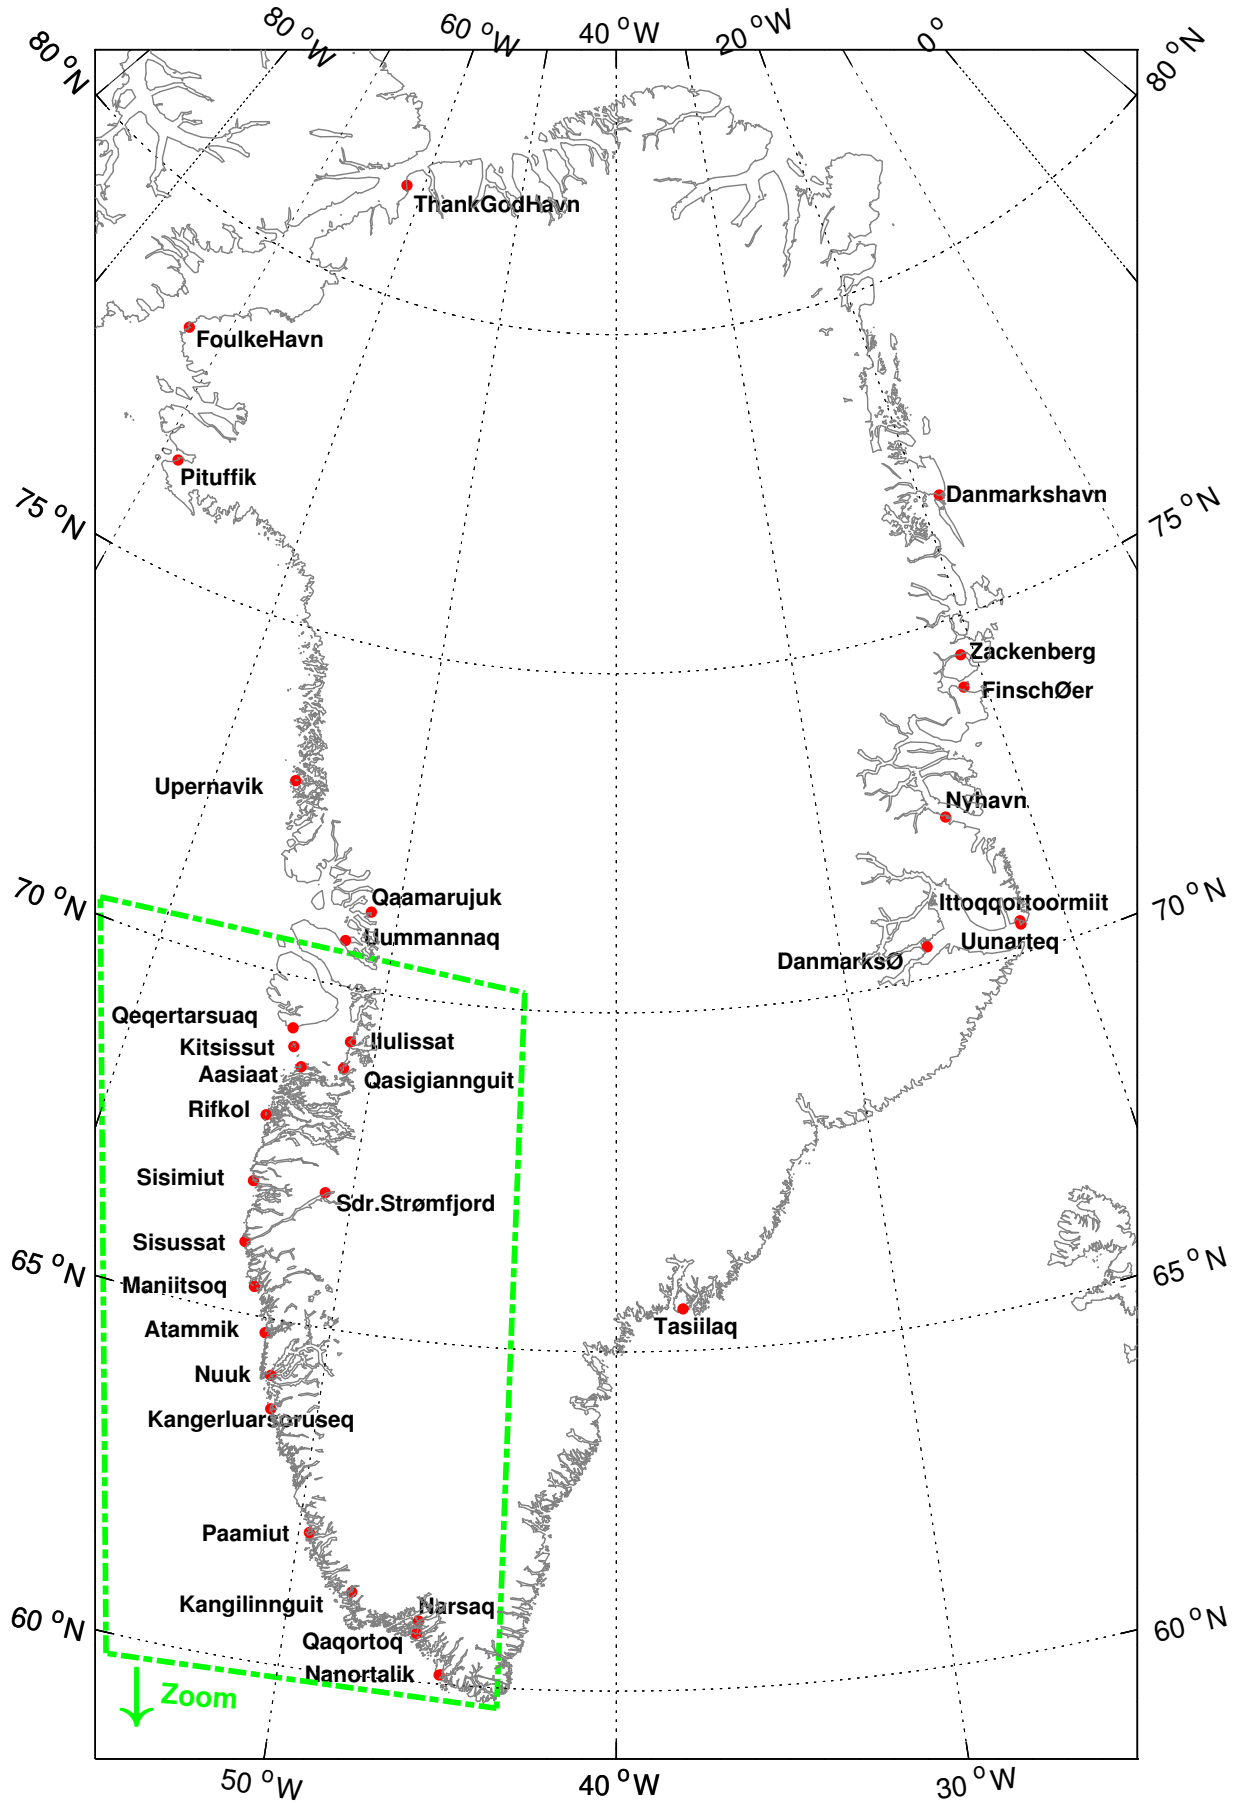 80 °N
80 °W
60 °W
40 °W
20 °W
0 °
80 °N
ThankGodHavn
FoulkeHavn
Pituffik
75 °N
Danmarkshavn
75 °N
Zackenberg
FinschØer
Upernavik
Nyhavn
70 °N
Qaamarujuk
Ittoqqortoormiit
70 °N
Uummannaq
Uunarteq
DanmarksØ
Qeqertarsuaq
Kitsissut
Ilulissat
Aasiaat
Qasigiannguit
Rifkol
Sisimiut
Sdr.Strømfjord
Sisussat
65 °N
Maniitsoq
65 °N
Atammik
Tasiilaq
Nuuk
Kangerluarsoruseq
Paamiut
Kangilinnguit
Narsaq
60 °N
Qaqortoq
60 °N
Nanortalik
Zoom
50 °W
40 °W
30 °W